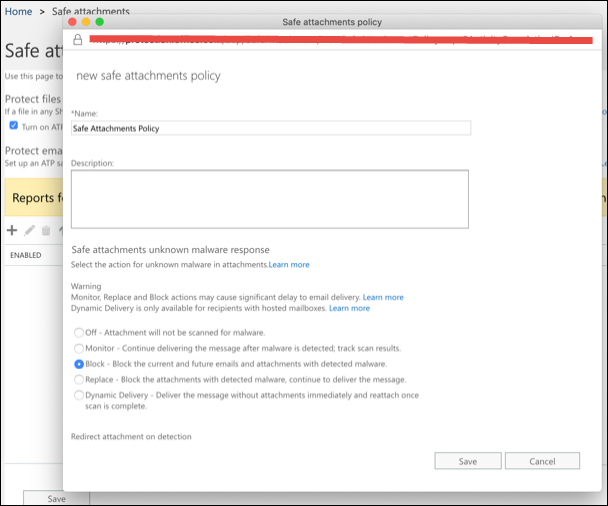 Home > Safe attachments
Safe attachments policy
Safe at
new safe attachments policy
Use this page to
Protect files
If a file in any Sh
Turn on ATP
Protect ema
Set up an ATP sa
Reports f
ENABLED
*Name:
Safe Attachments Policy
Description:
Safe attachments unknown malware response
Select the action for unknown malware in attachments.Learn more
Warning
Monitor, Replace and Block actions may cause significant delay to email delivery. Learn more
Dynamic Delivery is only available for recipients with hosted mailboxes. Learn more
Off - Attachment will not be scanned for malware.
Monitor - Continue delivering the message after malware is detected; track scan results.
Block - Block the current and future emails and attachments with detected malware.
Replace - Block the attachments with detected malware, continue to deliver the message.
Dynamic Delivery - Deliver the message without attachments immediately and reattach once
scan is complete.
Redirect attachment on detection
Save Cancel
Save